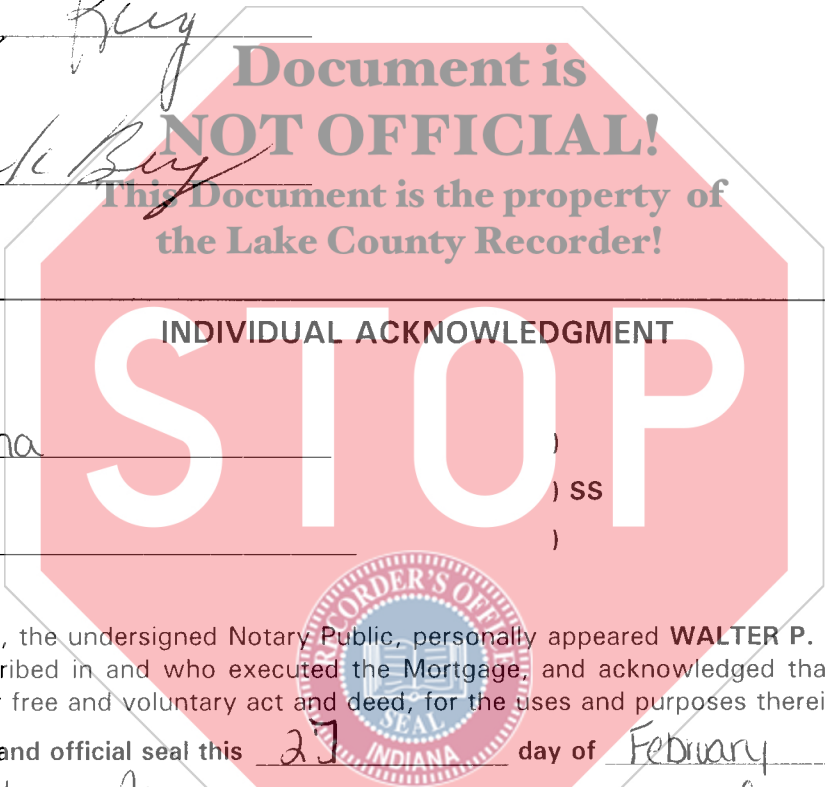 Document is
NOT OFFICIAL!
This Document is the property of
the Lake County Recorder!
INDIVIDUAL ACKNOWLEDGMENT
STOP
na
)
) SS
)
RECORDER'S OFFICE
, the undersigned Notary Public, personally appeared WALTER P.
ribed in and who executed the Mortgage, and acknowledged tha
free and voluntary act and deed, for the uses and purposes therei
SEAL
INDIANA
and official seal this 27 day of February